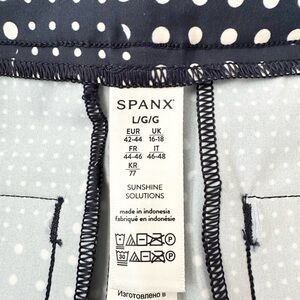 SPANX
L/G/G
EUR UK
42-44 16-18
FR IT
44-46 46-48
KR
77
SUNSHINE
SOLUTIONS
made in indonesia
fabriqué en indonésie
30
Изготовлено в